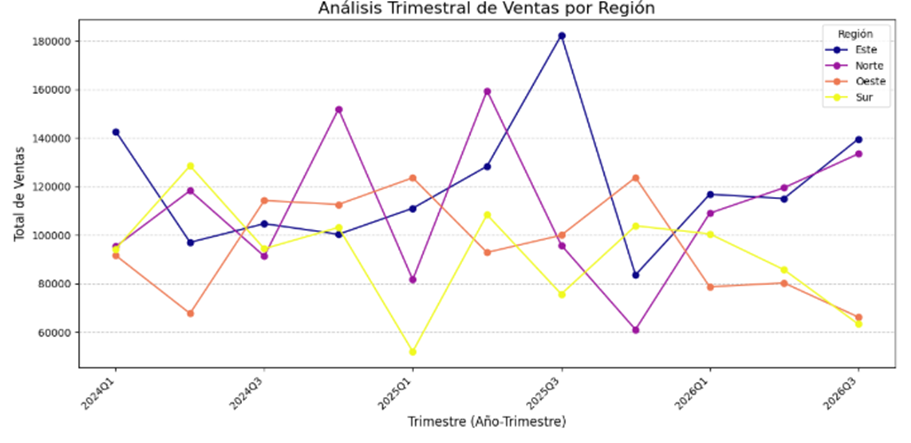 Análisis Trimestral de Ventas por Región
Total de Ventas
180000
160000
140000
120000
100000
80000
60000
Región
Este
Norte
Oeste
Sur
2024Q1
2024Q3
2025Q1
2025Q3
2026Q1
2026Q3
Trimestre (Año-Trimestre)